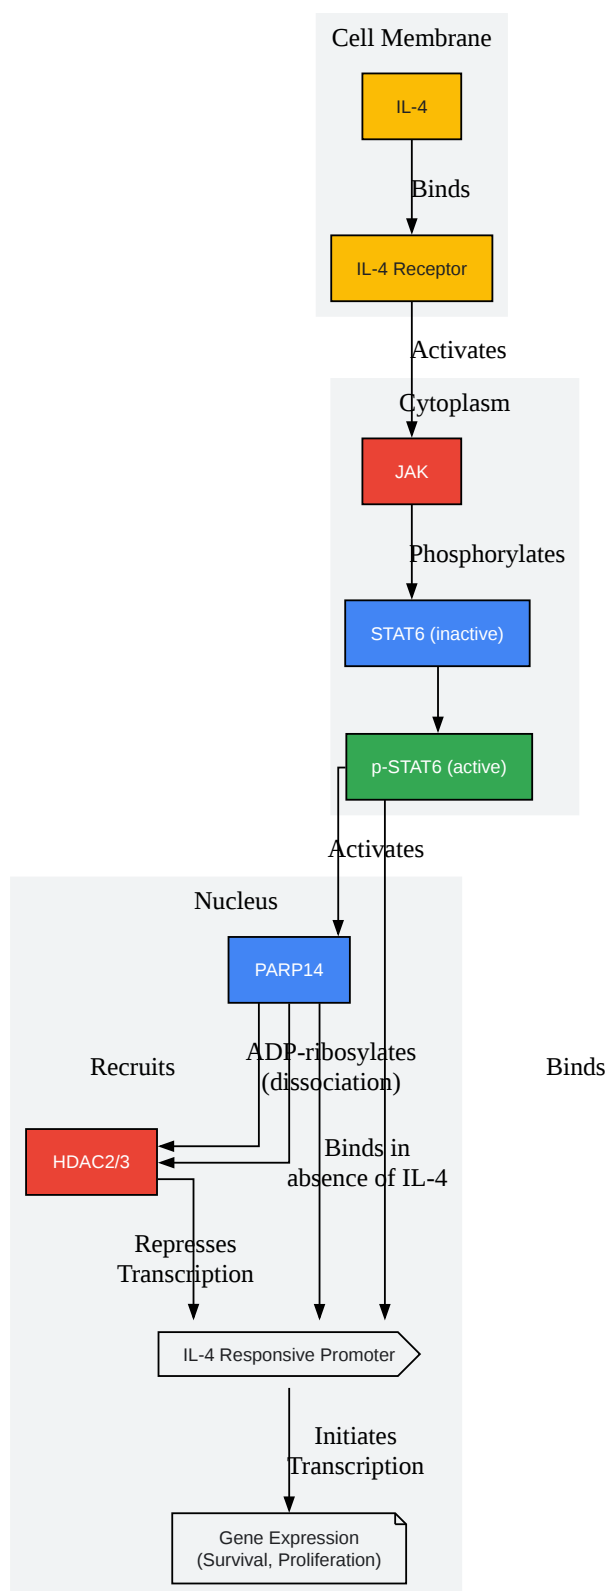 Cell Membrane
IL-4
Binds
IL-4 Receptor
Activates
Cytoplasm
JAK
Phosphorylates
STAT6 (inactive)
p-STAT6 (active)
Activates
Nucleus
PARP14
Recruits
ADP-ribosylates
(dissociation)
Binds
HDAC2/3
Binds in
absence of IL-4
Represses
Transcription
IL-4 Responsive Promoter
Initiates
Transcription
Gene Expression
(Survival, Proliferation)